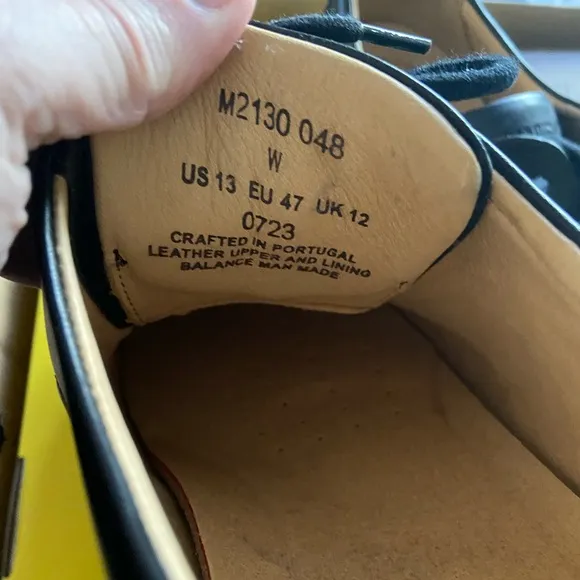 M2130 048
W
US 13 EU 47 UK 12
0723
CRAFTED IN PORTUGAL
LEATHER UPPER AND LINING
BALANCE MAN MADE